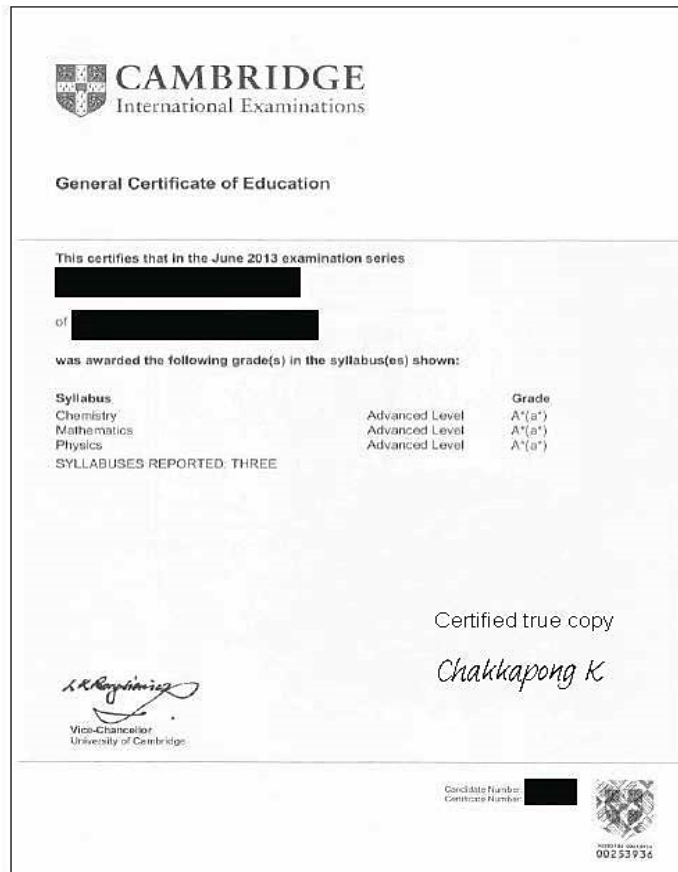 CAMBRIDGE
International Examinations
General Certificate of Education
This certifies that in the June 2013 examination series
of
was awarded the following grade(s) in the syllabus(es) shown:
Syllabus Grade
Chemistry Advanced Level A*(a*)
Mathematics Advanced Level A*(a*)
Physics Advanced Level A*(a*)
SYLLABUSES REPORTED: THREE
Certified true copy
Chakkapong K
Vice-Chancellor
University of Cambridge
Candidate Number:
Certificate Number:
00253936